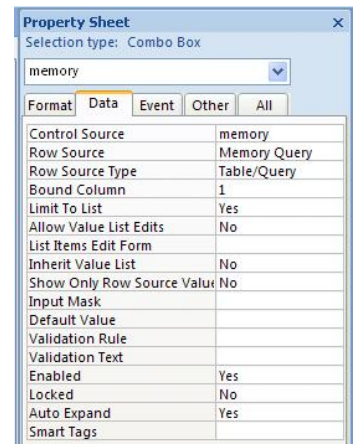 Property Sheet ×
Selection type: Combo Box
memory
Format Data Event Other All
Control Source memory
Row Source Memory Query
Row Source Type Table/Query
Bound Column 1
Limit To List Yes
Allow Value List Edits No
List Items Edit Form
Inherit Value List No
Show Only Row Source Value No
Input Mask
Default Value
Validation Rule
Validation Text
Enabled Yes
Locked No
Auto Expand Yes
Smart Tags